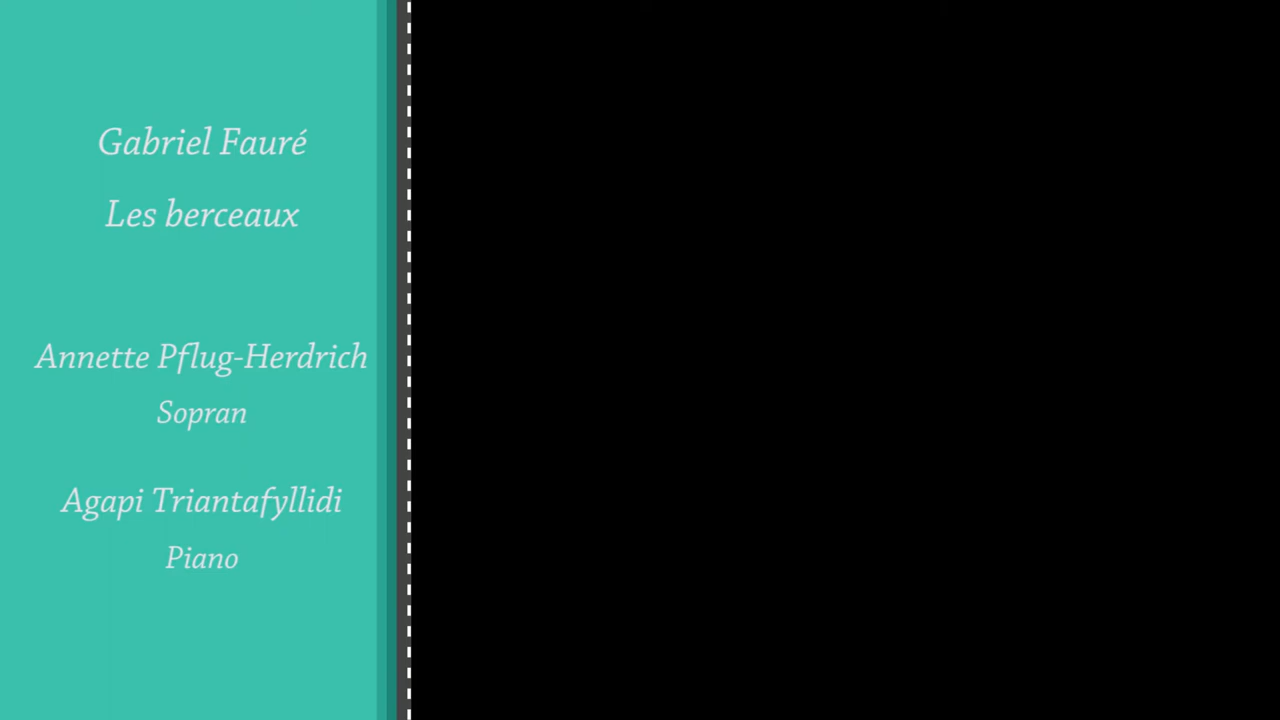 Gabriel Fauré
Les berceaux
Annette Pflug-Herdrich
Sopran
Agapi Triantafyllidi
Piano